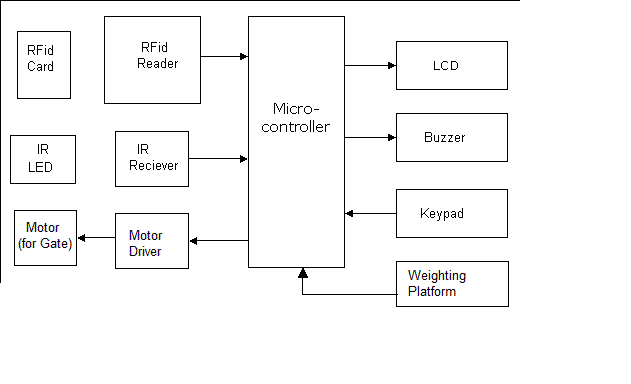 RFid
Card
RFid
Reader
Micro-
controller
LCD
IR
LED
IR
Reciever
Buzzer
Motor
(for Gate)
Motor
Driver
Keypad
Weighting
Platform